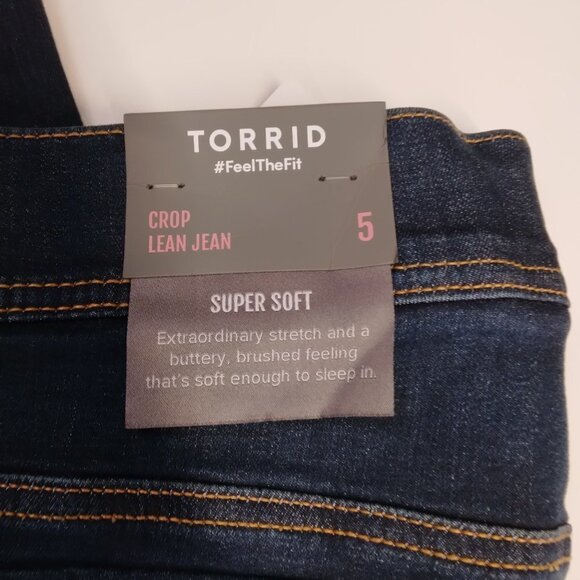 TORRID
#FeelTheFit
CROP
LEAN JEAN 5
SUPER SOFT
Extraordinary stretch and a
buttery, brushed feeling
that's soft enough to sleep in.